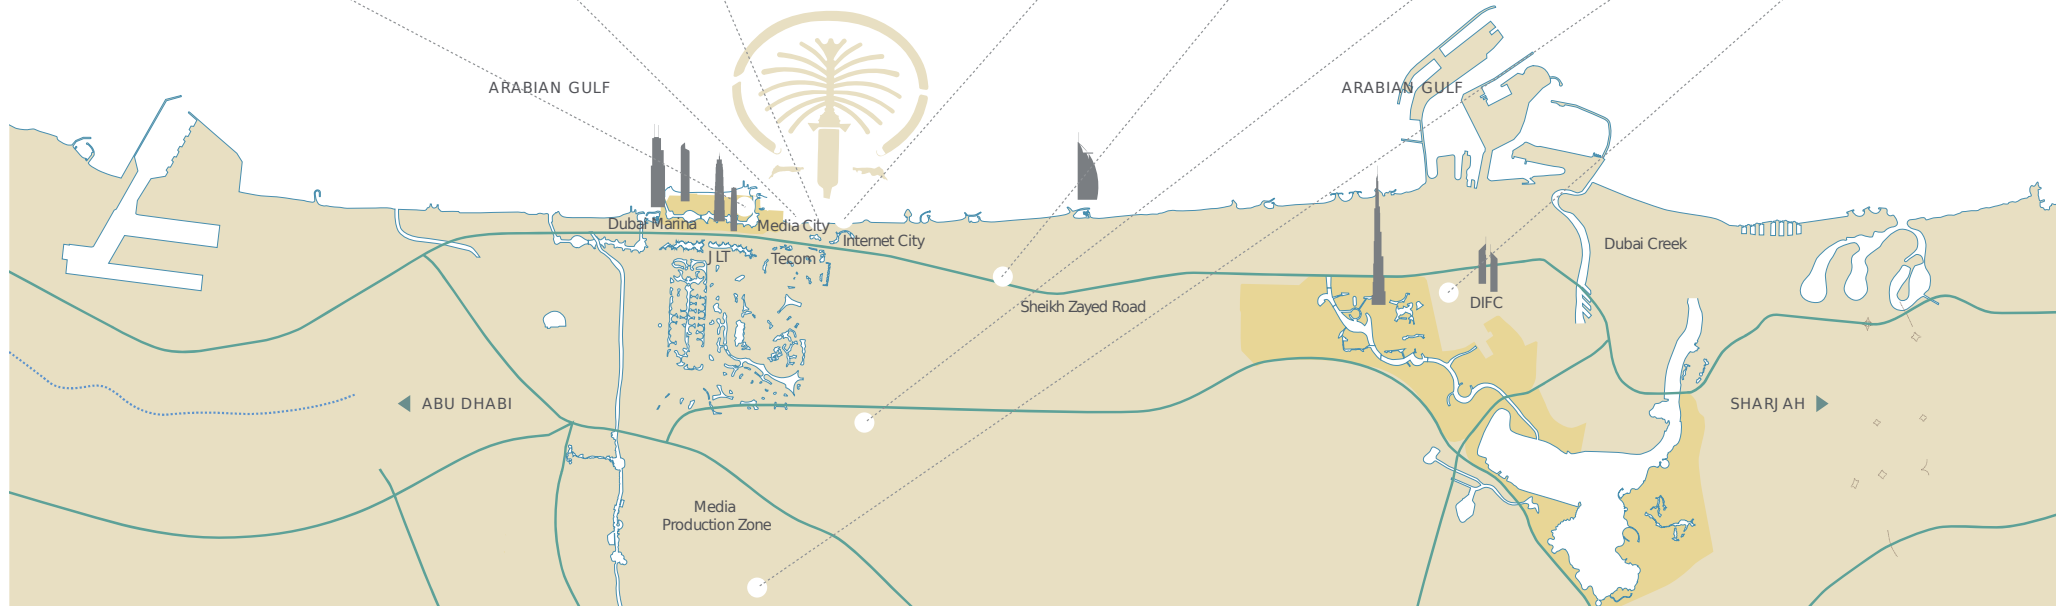 ARABIAN GULF
ARABIAN GULF
Dubai Marina
Media City
Internet City
Dubai Creek
JLT
Tecom
Sheikh Zayed Road
DIFC
ABU DHABI
SHARJAH
Media
Production Zone